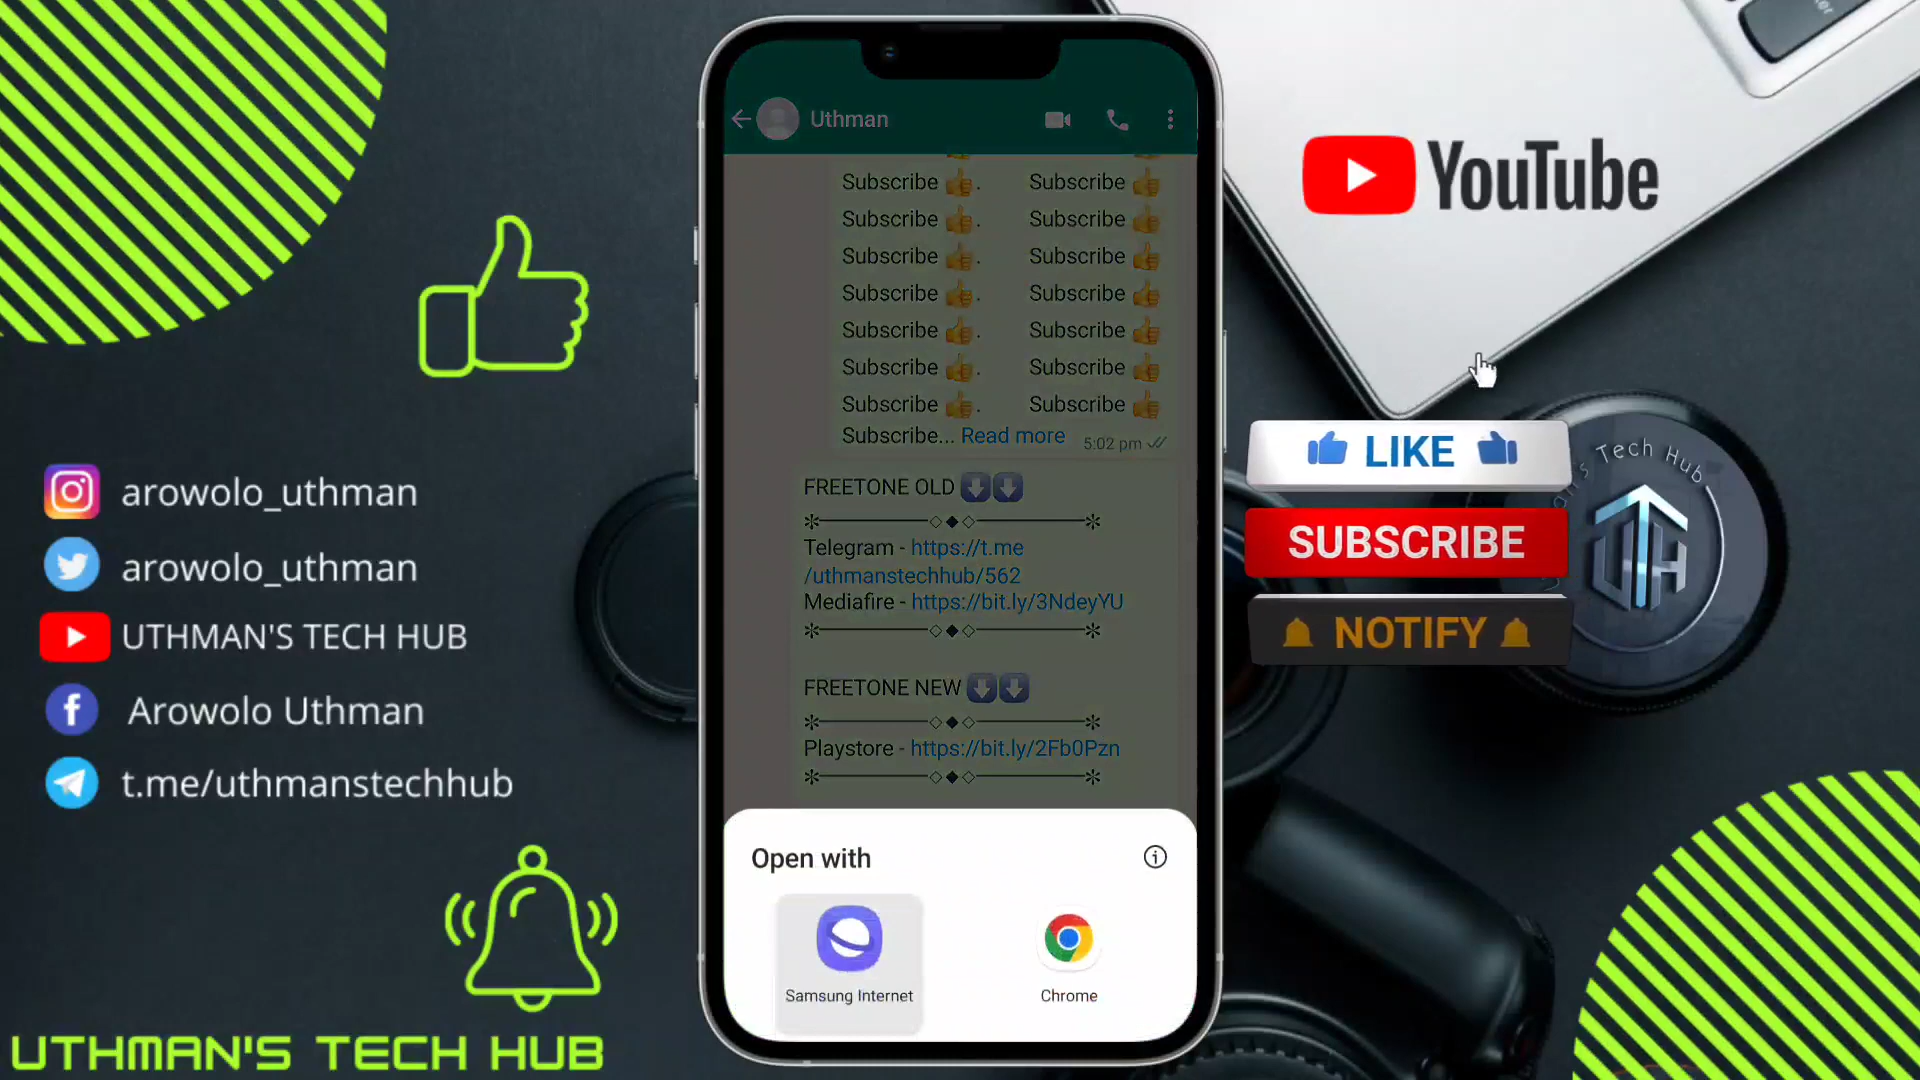 Uthman
Subscribe 👍. Subscribe 👍
Subscribe 👍. Subscribe 👍
Subscribe 👍. Subscribe 👍
Subscribe 👍. Subscribe 👍
Subscribe 👍. Subscribe 👍
Subscribe 👍. Subscribe 👍
Subscribe 👍. Subscribe 👍
Subscribe... Read more 5:02 pm
FREETONE OLD ⬇️⬇️
✻─────◇◆◇─────✻
Telegram - https://t.me
/uthmanstechhub/562
Mediafire - https://bit.ly/3NdeyYU
✻─────◇◆◇─────✻
FREETONE NEW ⬇️⬇️
✻─────◇◆◇─────✻
Playstore - https://bit.ly/2Fb0Pzn
✻─────◇◆◇─────✻
Open with
Samsung Internet
Chrome
arowolo_uthman
arowolo_uthman
UTHMAN'S TECH HUB
Arowolo Uthman
t.me/uthmanstechhub
UTHMAN'S TECH HUB
YouTube
LIKE
SUBSCRIBE
NOTIFY
Tech Hub
UTH